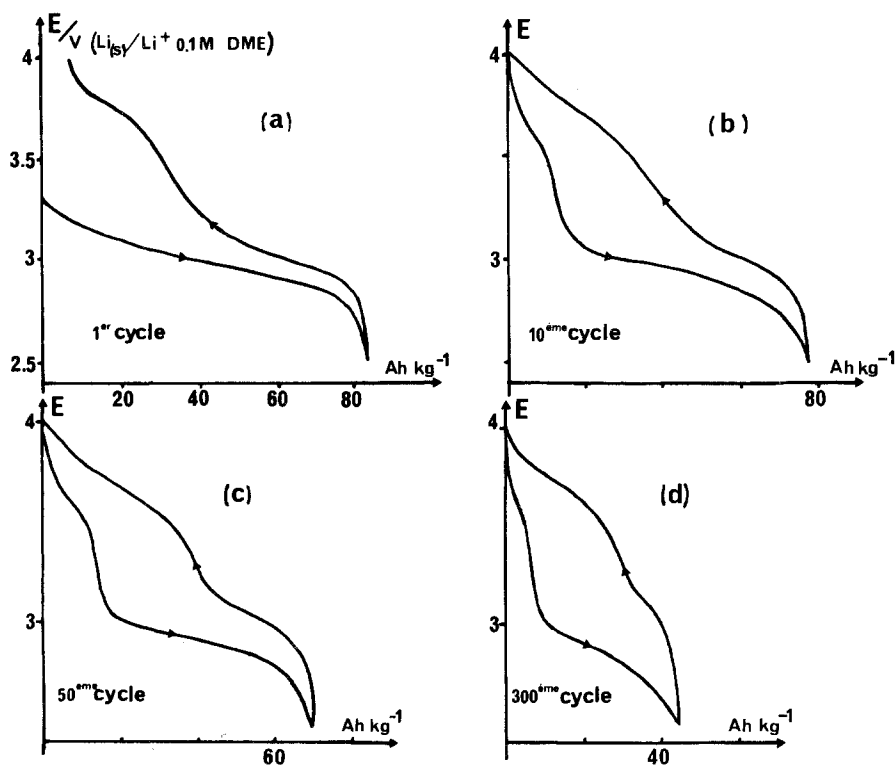 E/V (Li(s)/Li+ 0.1M DME)
4
3.5
3
2.5
(a)
1er cycle
Ah kg-1
20
40
60
80
E
4
3
(b)
10ème cycle
Ah kg-1
80
E
4
3
(c)
50ème cycle
Ah kg-1
60
E
4
3
(d)
300ème cycle
Ah kg-1
40